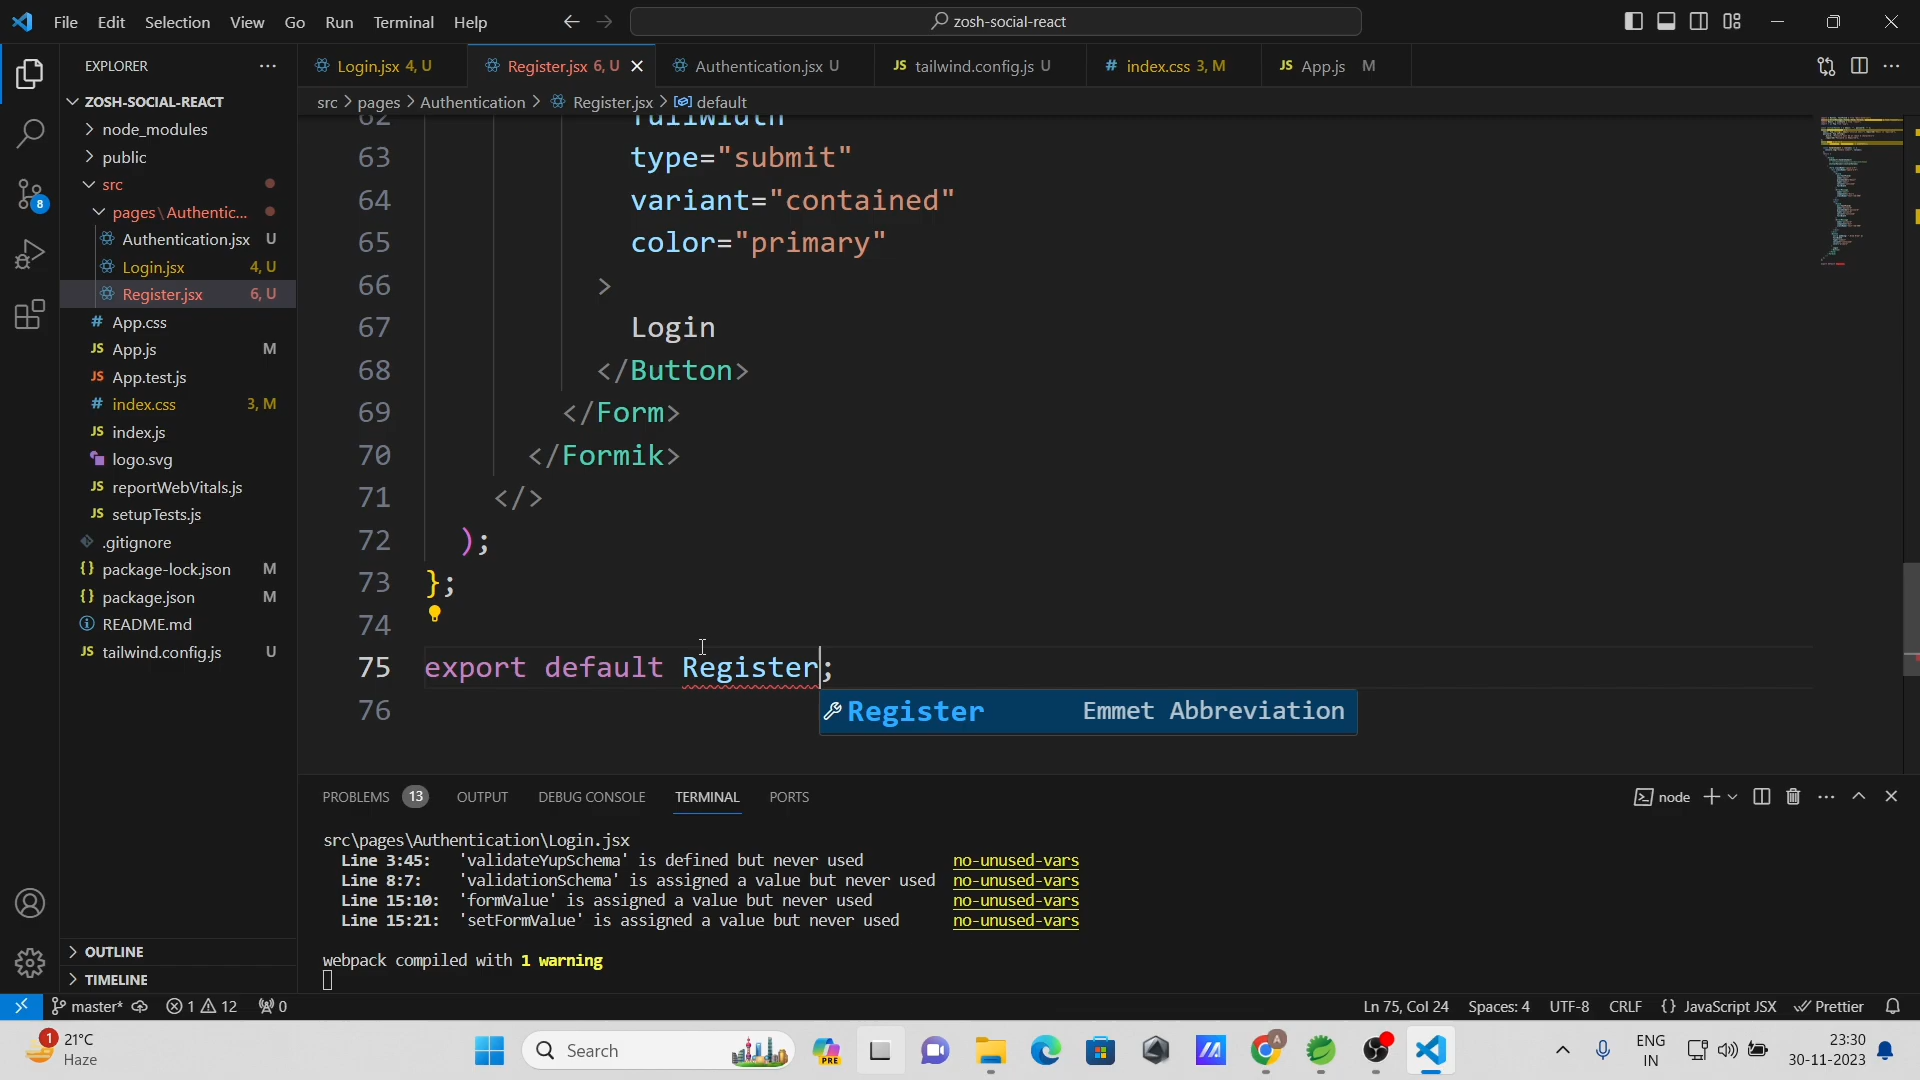 File Edit Selection View Go Run Terminal Help
zosh-social-react
EXPLORER
ZOSH-SOCIAL-REACT
node_modules
public
src
pages\Authentic...
Authentication.jsx U
Login.jsx 4, U
Register.jsx 6, U
App.css
App.js M
App.test.js
index.css 3, M
index.js
logo.svg
reportWebVitals.js
setupTests.js
.gitignore
package-lock.json M
package.json M
README.md
tailwind.config.js U
OUTLINE
TIMELINE
8
Login.jsx 4, U
Register.jsx 6, U
Authentication.jsx U
tailwind.config.js U
index.css 3, M
App.js M
src > pages > Authentication > Register.jsx > default
62 fullWidth
63 type="submit"
64 variant="contained"
65 color="primary"
66 >
67 Login
68 </Button>
69 </Form>
70 </Formik>
71 </>
72 );
73 };
74
75 export default Register;
76
Register Emmet Abbreviation
PROBLEMS 13 OUTPUT DEBUG CONSOLE TERMINAL PORTS
node
src\pages\Authentication\Login.jsx
Line 3:45: 'validateYupSchema' is defined but never used no-unused-vars
Line 8:7: 'validationSchema' is assigned a value but never used no-unused-vars
Line 15:10: 'formValue' is assigned a value but never used no-unused-vars
Line 15:21: 'setFormValue' is assigned a value but never used no-unused-vars
webpack compiled with 1 warning
master* 1 12 0
Ln 75, Col 24 Spaces: 4 UTF-8 CRLF {} JavaScript JSX Prettier
1
21°C
Haze
Search
PRE
A
ENG
IN
23:30
30-11-2023